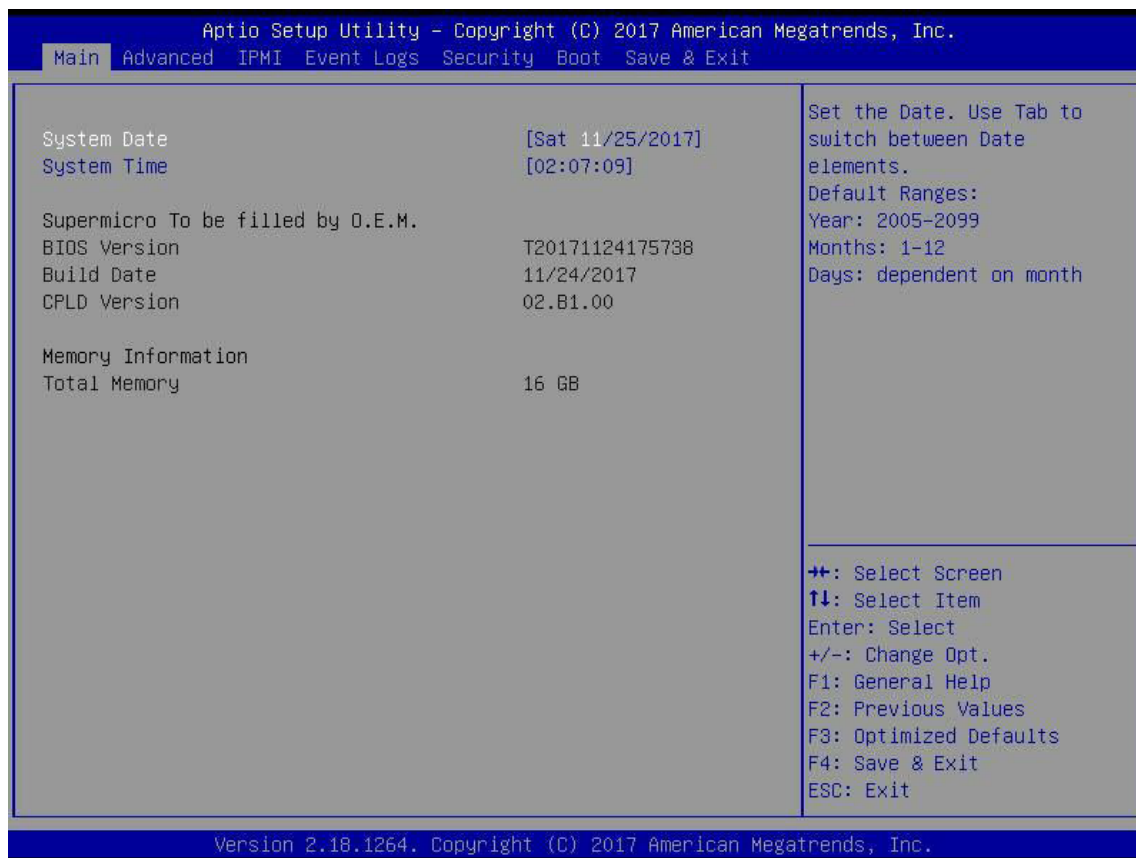 Aptio Setup Utility – Copyright (C) 2017 American Megatrends, Inc.
Main Advanced IPMI Event Logs Security Boot Save & Exit
System Date [Sat 11/25/2017]
System Time [02:07:09]
Supermicro To be filled by O.E.M.
BIOS Version T20171124175738
Build Date 11/24/2017
CPLD Version 02.B1.00
Memory Information
Total Memory 16 GB
Set the Date. Use Tab to
switch between Date
elements.
Default Ranges:
Year: 2005-2099
Months: 1-12
Days: dependent on month
→←: Select Screen
↑↓: Select Item
Enter: Select
+/-: Change Opt.
F1: General Help
F2: Previous Values
F3: Optimized Defaults
F4: Save & Exit
ESC: Exit
Version 2.18.1264. Copyright (C) 2017 American Megatrends, Inc.